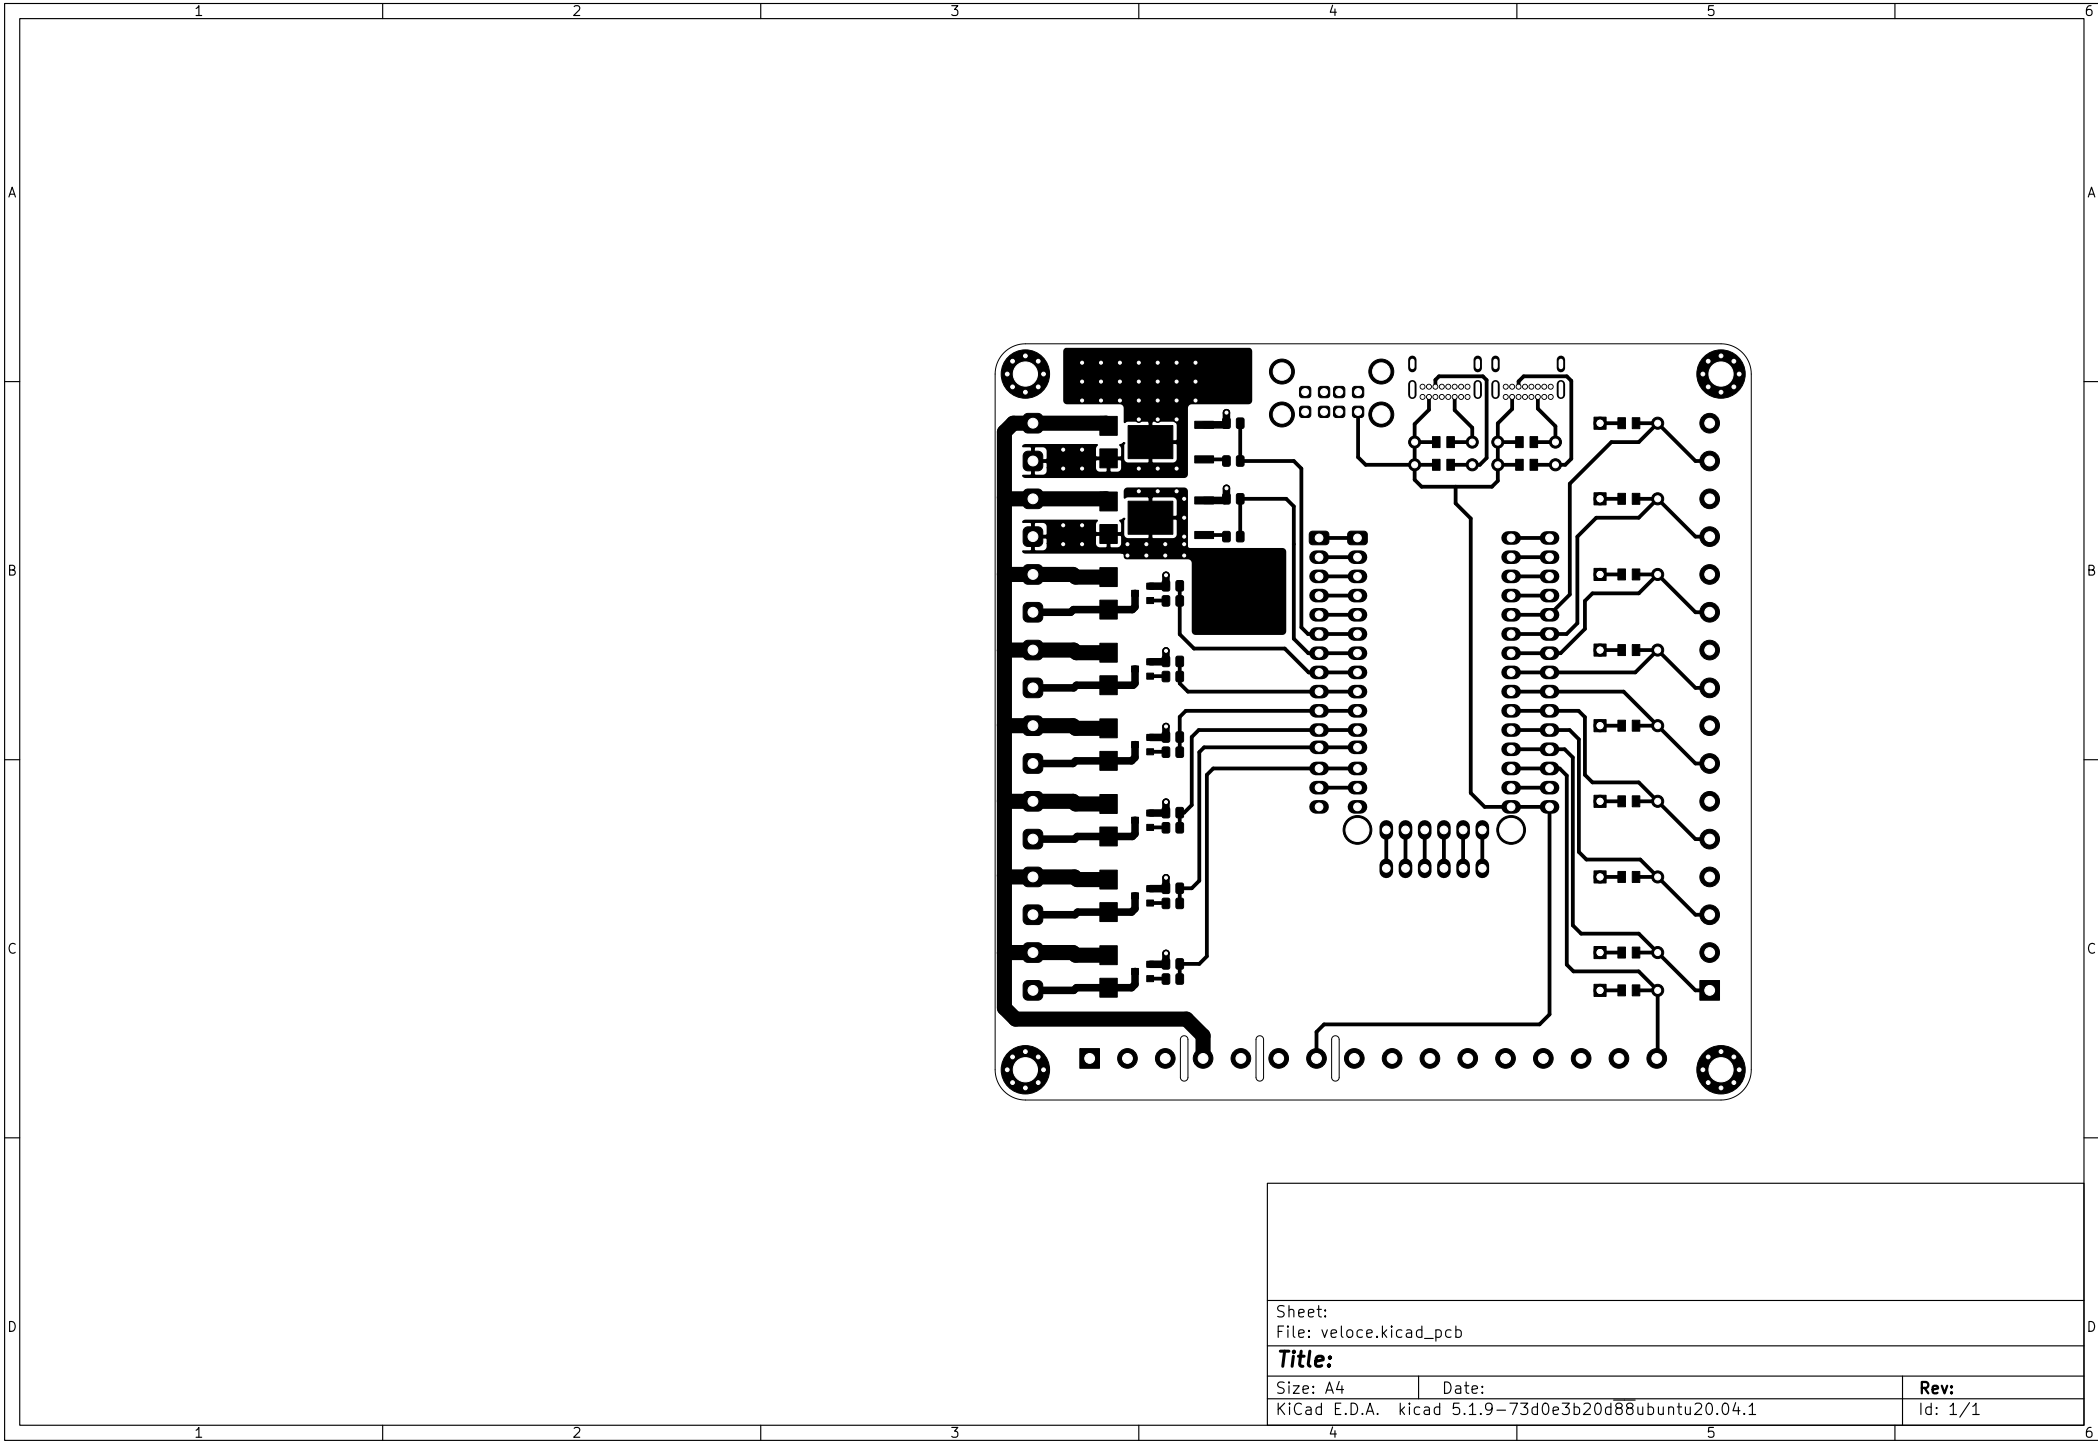 1 2 3 4 5 6
A A
B B
C C
D D
Sheet:
File: veloce.kicad_pcb
Title:
Size: A4 Date: Rev:
KiCad E.D.A. kicad 5.1.9-73d0e3b20d88ubuntu20.04.1 Id: 1/1
1 2 3 4 5 6